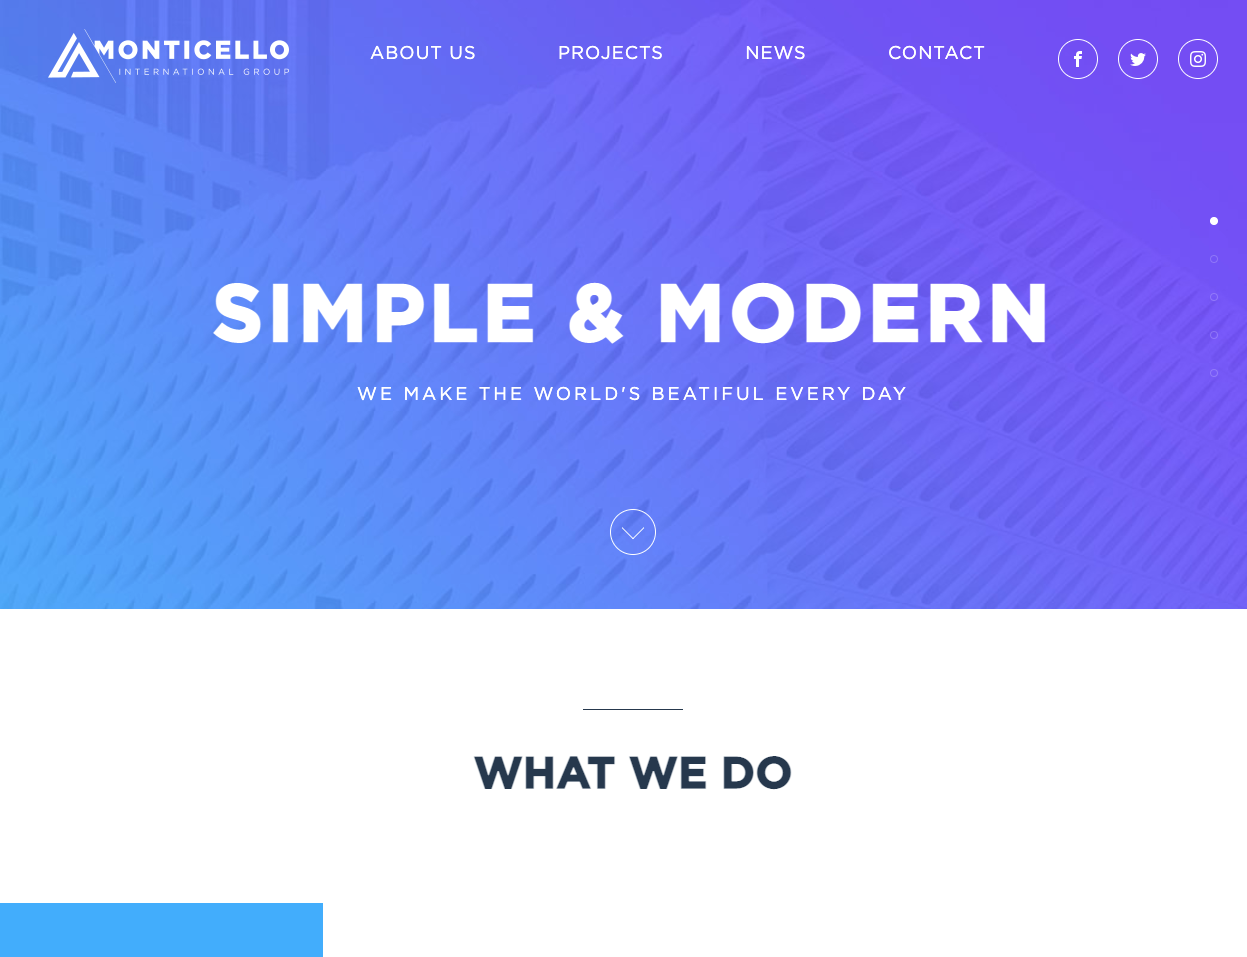 MONTICELLO
INTERNATIONAL GROUP
ABOUT US
PROJECTS
NEWS
CONTACT
SIMPLE & MODERN
WE MAKE THE WORLD'S BEATIFUL EVERY DAY
WHAT WE DO